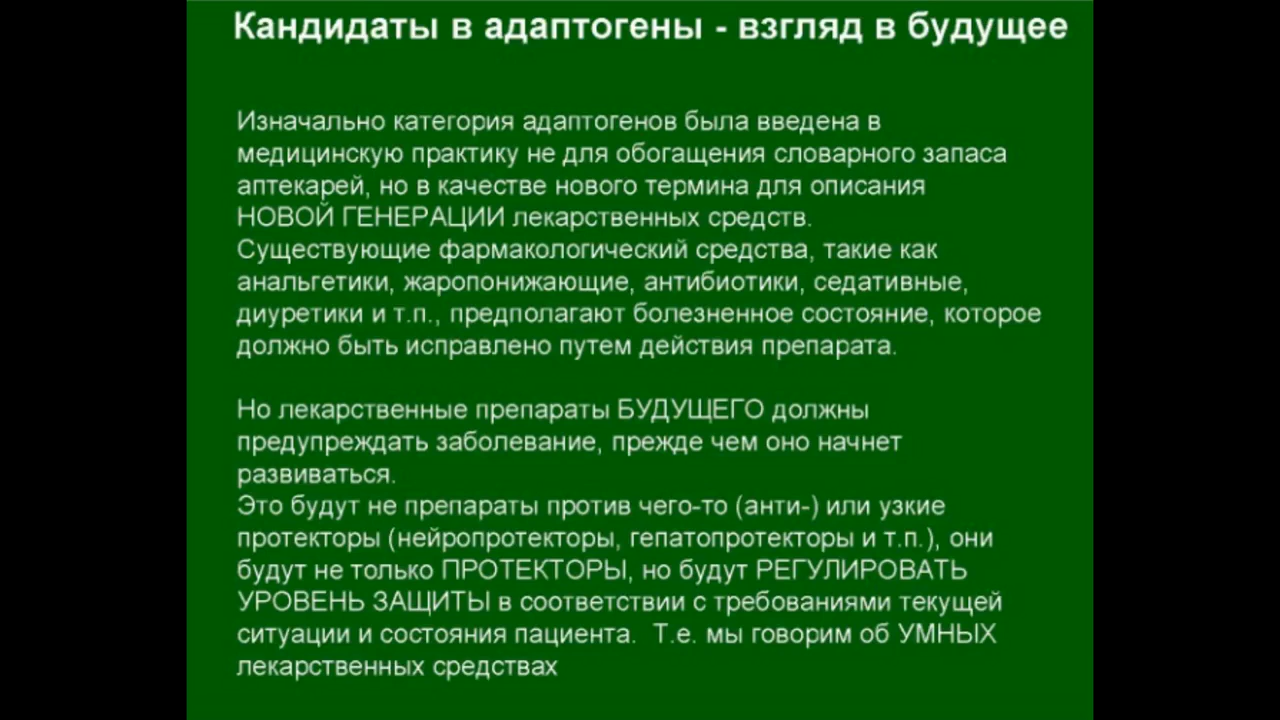 Кандидаты в адаптогены - взгляд в будущее
Изначально категория адаптогенов была введена в
медицинскую практику не для обогащения словарного запаса
аптекарей, но в качестве нового термина для описания
НОВОЙ ГЕНЕРАЦИИ лекарственных средств.
Существующие фармакологический средства, такие как
анальгетики, жаропонижающие, антибиотики, седативные,
диуретики и т.п., предполагают болезненное состояние, которое
должно быть исправлено путем действия препарата.
Но лекарственные препараты БУДУЩЕГО должны
предупреждать заболевание, прежде чем оно начнет
развиваться.
Это будут не препараты против чего-то (анти-) или узкие
протекторы (нейропротекторы, гепатопротекторы и т.п.), они
будут не только ПРОТЕКТОРЫ, но будут РЕГУЛИРОВАТЬ
УРОВЕНЬ ЗАЩИТЫ в соответствии с требованиями текущей
ситуации и состояния пациента. Т.е. мы говорим об УМНЫХ
лекарственных средствах